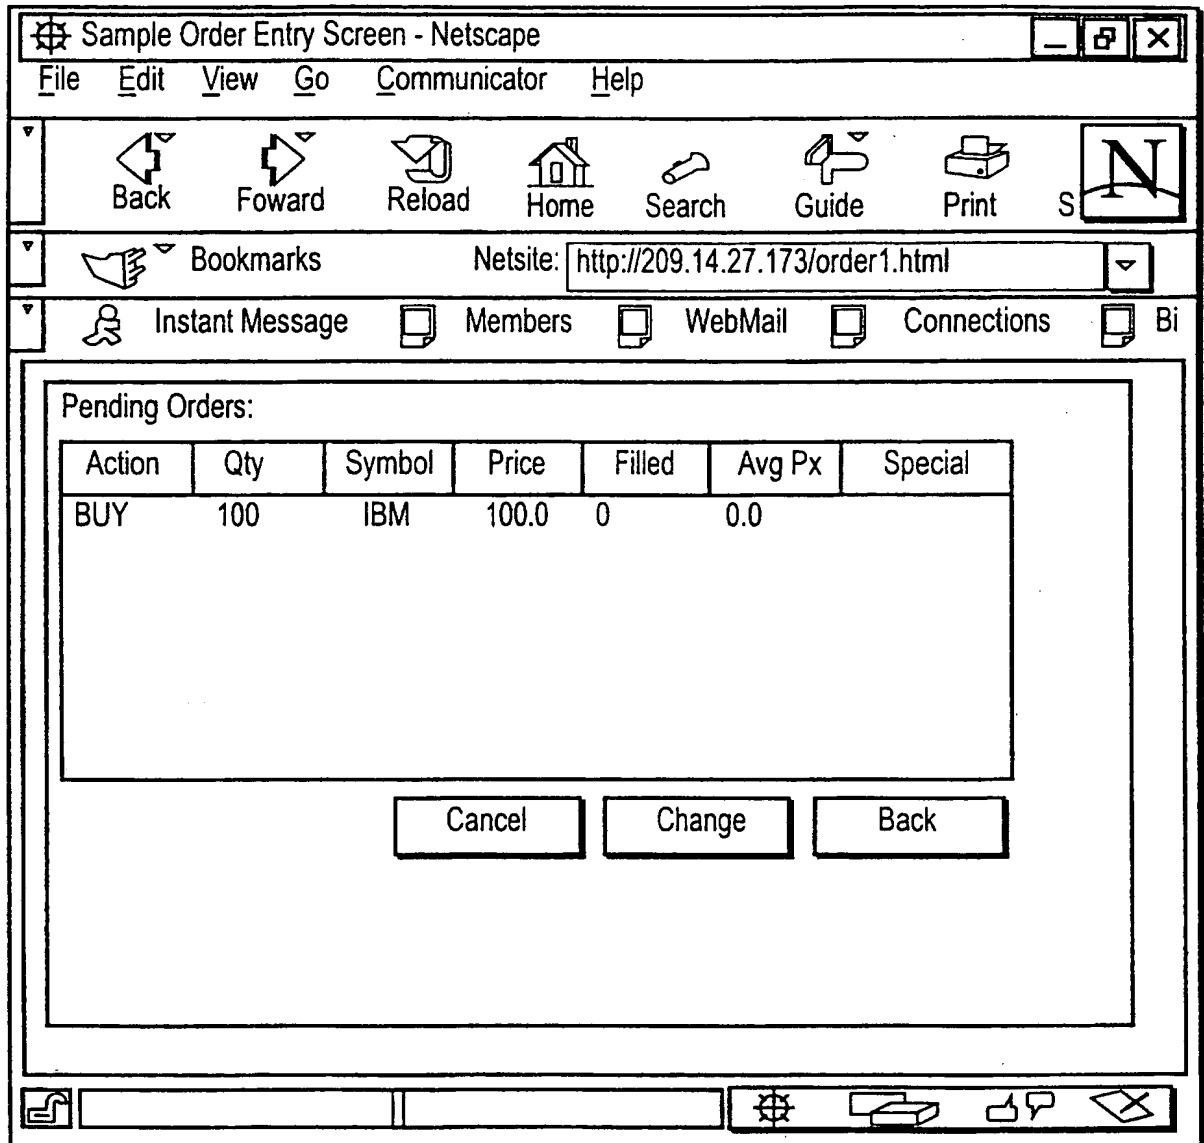 Sample Order Entry Screen - Netscape
File Edit View Go Communicator Help
Back Foward Reload Home Search Guide Print S N
Bookmarks Netsite: http://209.14.27.173/order1.html
Instant Message Members WebMail Connections Bi
Pending Orders:
Action Qty Symbol Price Filled Avg Px Special
BUY 100 IBM 100.0 0 0.0
Cancel Change Back